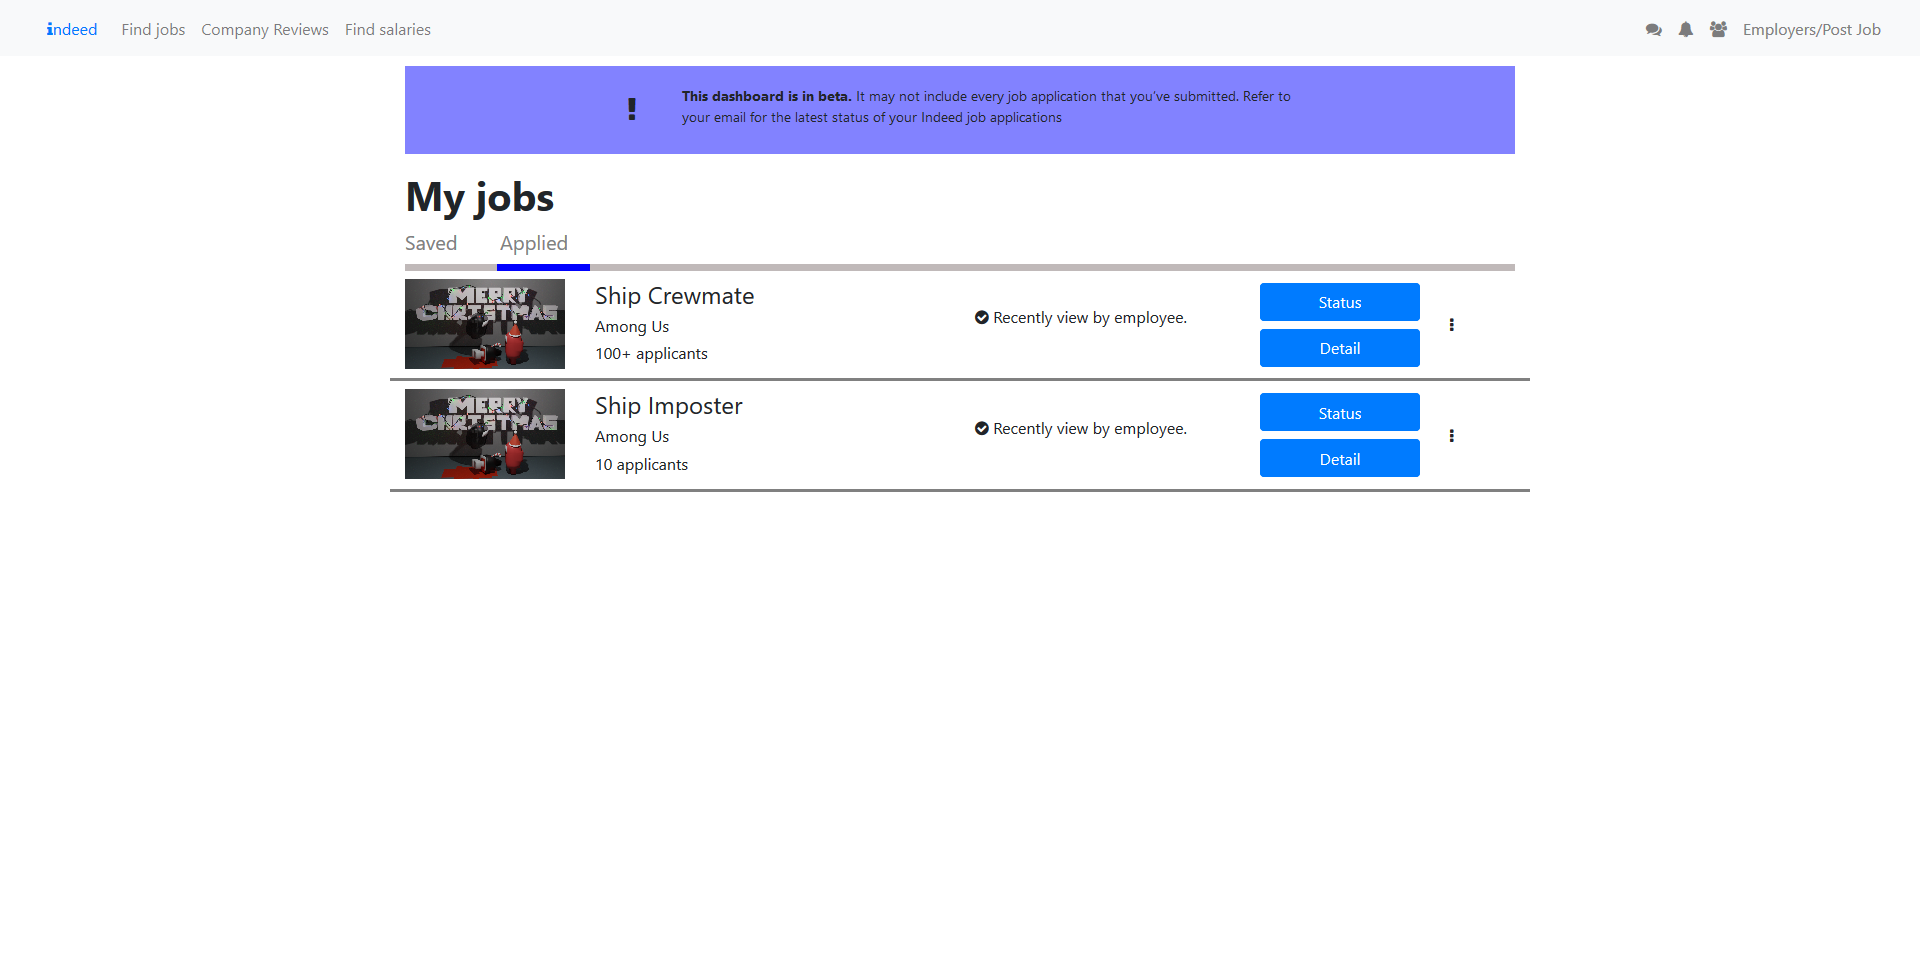 indeed Find jobs Company Reviews Find salaries Employers/Post Job
This dashboard is in beta. It may not include every job application that you've submitted. Refer to
your email for the latest status of your Indeed job applications
My jobs
Saved Applied
MERRY
CHRISTMAS
Ship Crewmate
Among Us
100+ applicants
Recently view by employee.
Status
Detail
MERRY
CHRISTMAS
Ship Imposter
Among Us
10 applicants
Recently view by employee.
Status
Detail